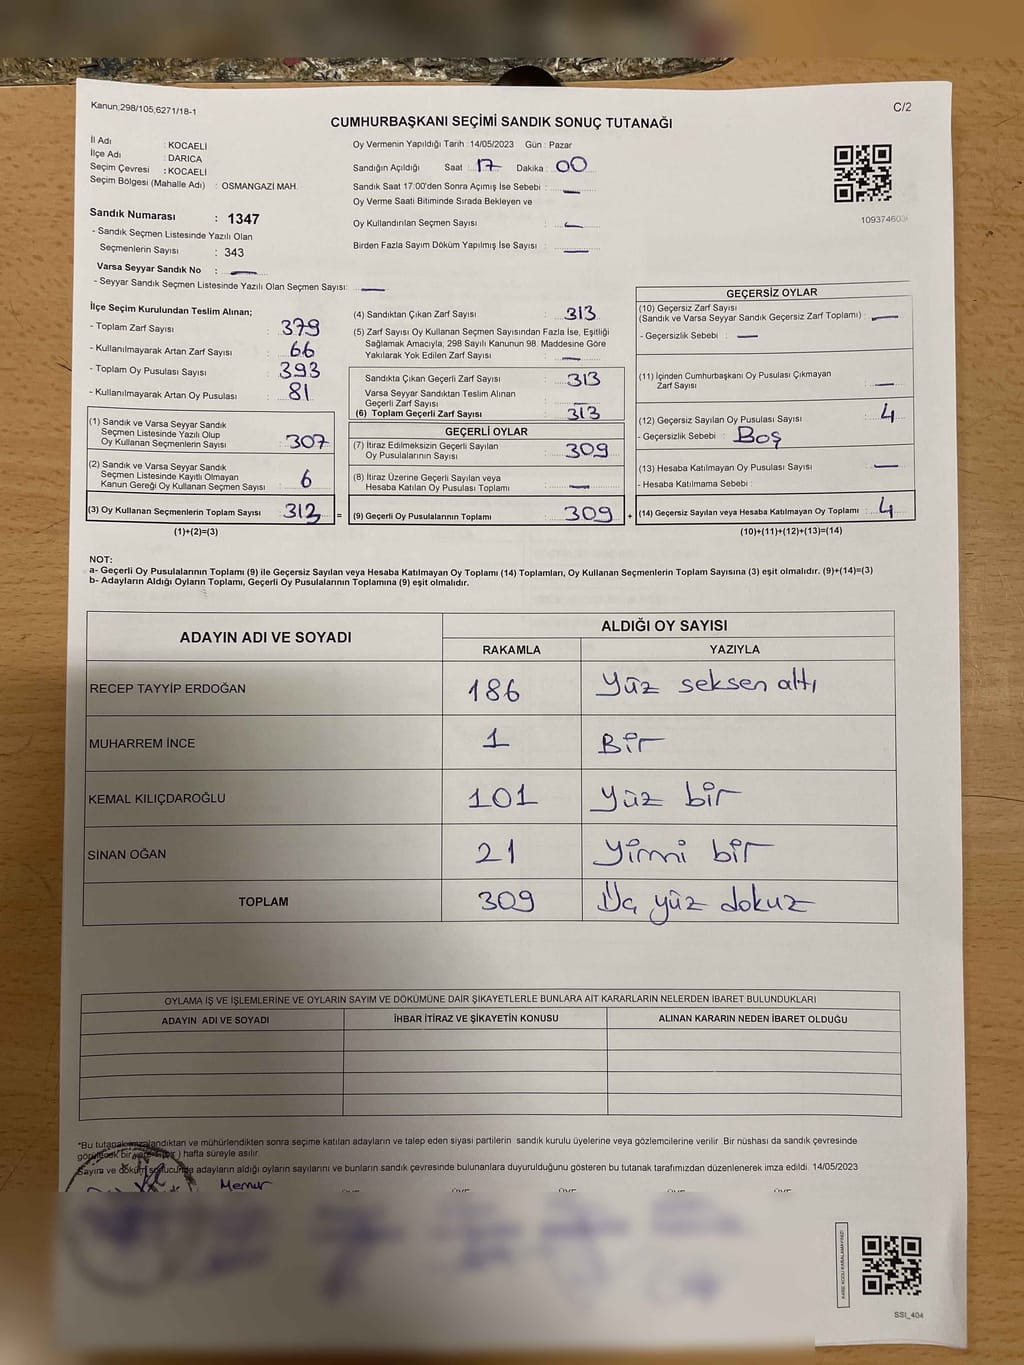 Kanun;298/105,6271/18-1
C/2
CUMHURBAŞKANI SEÇİMİ SANDIK SONUÇ TUTANAĞI
İl Adı : KOCAELİ
İlçe Adı : DARICA
Seçim Çevresi : KOCAELİ
Seçim Bölgesi (Mahalle Adı) : OSMANGAZİ MAH.
Sandık Numarası : 1347
- Sandık Seçmen Listesinde Yazılı Olan
Seçmenlerin Sayısı : 343
Varsa Seyyar Sandık No : —
- Seyyar Sandık Seçmen Listesinde Yazılı Olan Seçmen Sayısı: —
Oy Vermenin Yapıldığı Tarih : 14/05/2023 Gün : Pazar
Sandığın Açıldığı Saat : 17 Dakika : 00
Sandık Saat 17:00'den Sonra Açımış İse Sebebi : —
Oy Verme Saati Bitiminde Sırada Bekleyen ve
Oy Kullandırılan Seçmen Sayısı : —
Birden Fazla Sayım Döküm Yapılmış İse Sayısı : —
İlçe Seçim Kurulundan Teslim Alınan;
- Toplam Zarf Sayısı : 379
- Kullanılmayarak Artan Zarf Sayısı : 66
- Toplam Oy Pusulası Sayısı : 393
- Kullanılmayarak Artan Oy Pusulası : 81
(1) Sandık ve Varsa Seyyar Sandık
Seçmen Listesinde Yazılı Olup
Oy Kullanan Seçmenlerin Sayısı : 307
(2) Sandık ve Varsa Seyyar Sandık
Seçmen Listesinde Kayıtlı Olmayan
Kanun Gereği Oy Kullanan Seçmen Sayısı : 6
(3) Oy Kullanan Seçmenlerin Toplam Sayısı : 313 =
(1)+(2)=(3)
(4) Sandıktan Çıkan Zarf Sayısı : 313
(5) Zarf Sayısı Oy Kullanan Seçmen Sayısından Fazla İse, Eşitliği
Sağlamak Amacıyla; 298 Sayılı Kanunun 98. Maddesine Göre
Yakılarak Yok Edilen Zarf Sayısı : —
Sandıkta Çıkan Geçerli Zarf Sayısı : 313
Varsa Seyyar Sandıktan Teslim Alınan
Geçerli Zarf Sayısı : —
(6) Toplam Geçerli Zarf Sayısı : 313
GEÇERLİ OYLAR
(7) İtiraz Edilmeksizin Geçerli Sayılan
Oy Pusulalarının Sayısı : 309
(8) İtiraz Üzerine Geçerli Sayılan veya
Hesaba Katılan Oy Pusulası Toplamı : —
(9) Geçerli Oy Pusulalarının Toplamı : 309 +
GEÇERSİZ OYLAR
(10) Geçersiz Zarf Sayısı
(Sandık ve Varsa Seyyar Sandık Geçersiz Zarf Toplamı) : —
- Geçersizlik Sebebi : —
(11) İçinden Cumhurbaşkanı Oy Pusulası Çıkmayan
Zarf Sayısı : —
(12) Geçersiz Sayılan Oy Pusulası Sayısı : 4
- Geçersizlik Sebebi : Boş
(13) Hesaba Katılmayan Oy Pusulası Sayısı : —
- Hesaba Katılmama Sebebi :
(14) Geçersiz Sayılan veya Hesaba Katılmayan Oy Toplamı : 4
(10)+(11)+(12)+(13)=(14)
NOT:
a- Geçerli Oy Pusulalarının Toplamı (9) ile Geçersiz Sayılan veya Hesaba Katılmayan Oy Toplamı (14) Toplamları, Oy Kullanan Seçmenlerin Toplam Sayısına (3) eşit olmalıdır. (9)+(14)=(3)
b- Adayların Aldığı Oyların Toplamı, Geçerli Oy Pusulalarının Toplamına (9) eşit olmalıdır.
ADAYIN ADI VE SOYADI ALDIĞI OY SAYISI
RAKAMLA YAZIYLA
RECEP TAYYİP ERDOĞAN 186 Yüz seksen altı
MUHARREM İNCE 1 Bir
KEMAL KILIÇDAROĞLU 101 Yüz bir
SİNAN OĞAN 21 Yirmi bir
TOPLAM 309 Üç yüz dokuz
OYLAMA İŞ VE İŞLEMLERİNE VE OYLARIN SAYIM VE DÖKÜMÜNE DAİR ŞİKAYETLERLE BUNLARA AİT KARARLARIN NELERDEN İBARET BULUNDUKLARI
ADAYIN ADI VE SOYADI İHBAR İTİRAZ VE ŞİKAYETİN KONUSU ALINAN KARARIN NEDEN İBARET OLDUĞU
*Bu tutanak imzalandıktan ve mühürlendikten sonra seçime katılan adayların ve talep eden siyasi partilerin sandık kurulu üyelerine veya gözlemcilerine verilir. Bir nüshası da sandık çevresinde
görülecek bir yere bir (1) hafta süreyle asılır.
Sayım ve döküm sonucunda adayların aldığı oyların sayılarını ve bunların sandık çevresinde bulunanlara duyurulduğunu gösteren bu tutanak tarafımızdan düzenlenerek imza edildi. 14/05/2023
Memur
SSI_404